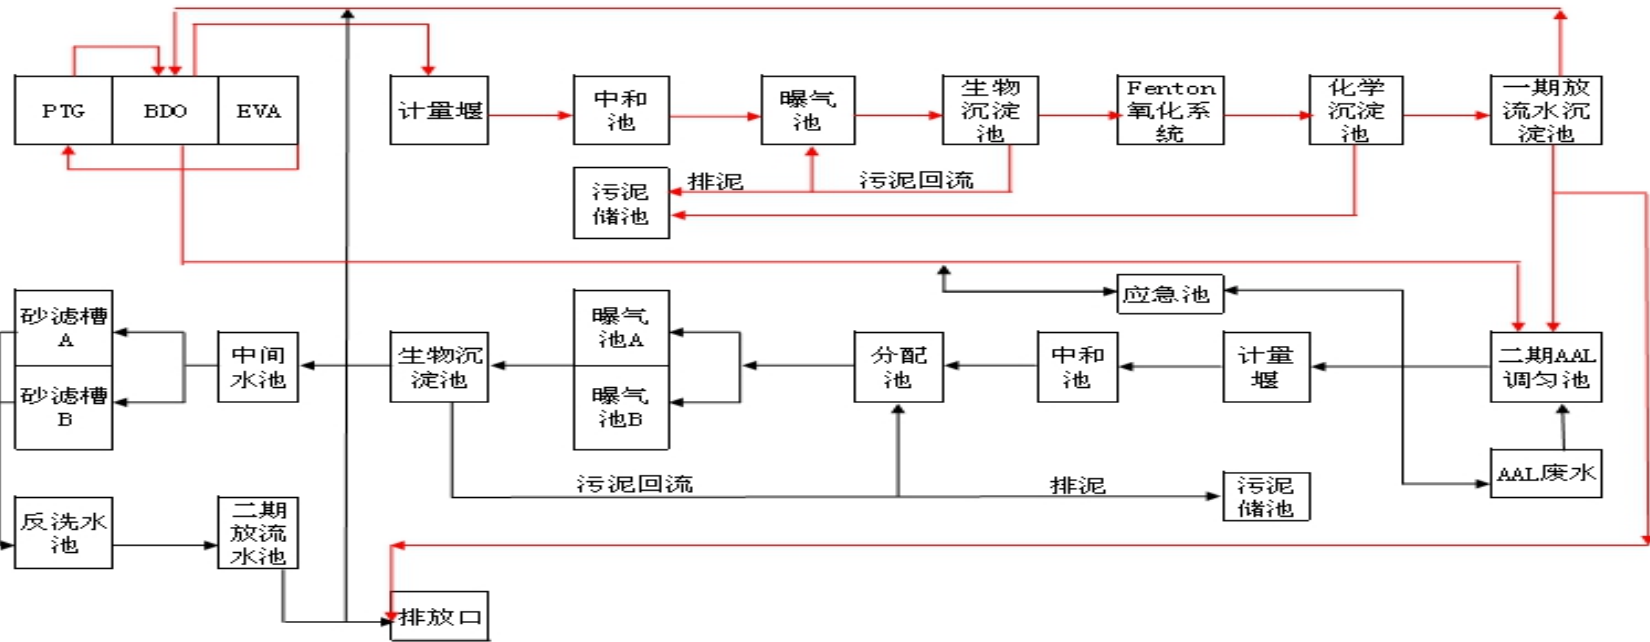 PTG
BDO
EVA
计量堰
中和
池
曝气
池
生物
沉淀
池
Fenton
氧化系
统
化学
沉淀
池
一期放
流水沉
淀池
污泥
储池
排泥
污泥回流
砂滤槽
A
砂滤槽
B
中间
水池
生物沉
淀池
曝气
池A
曝气
池B
分配
池
中和
池
计量
堰
应急池
二期AAL
调匀池
AAL废水
污泥回流
排泥
污泥
储池
反洗水
池
二期
放流
水池
排放口